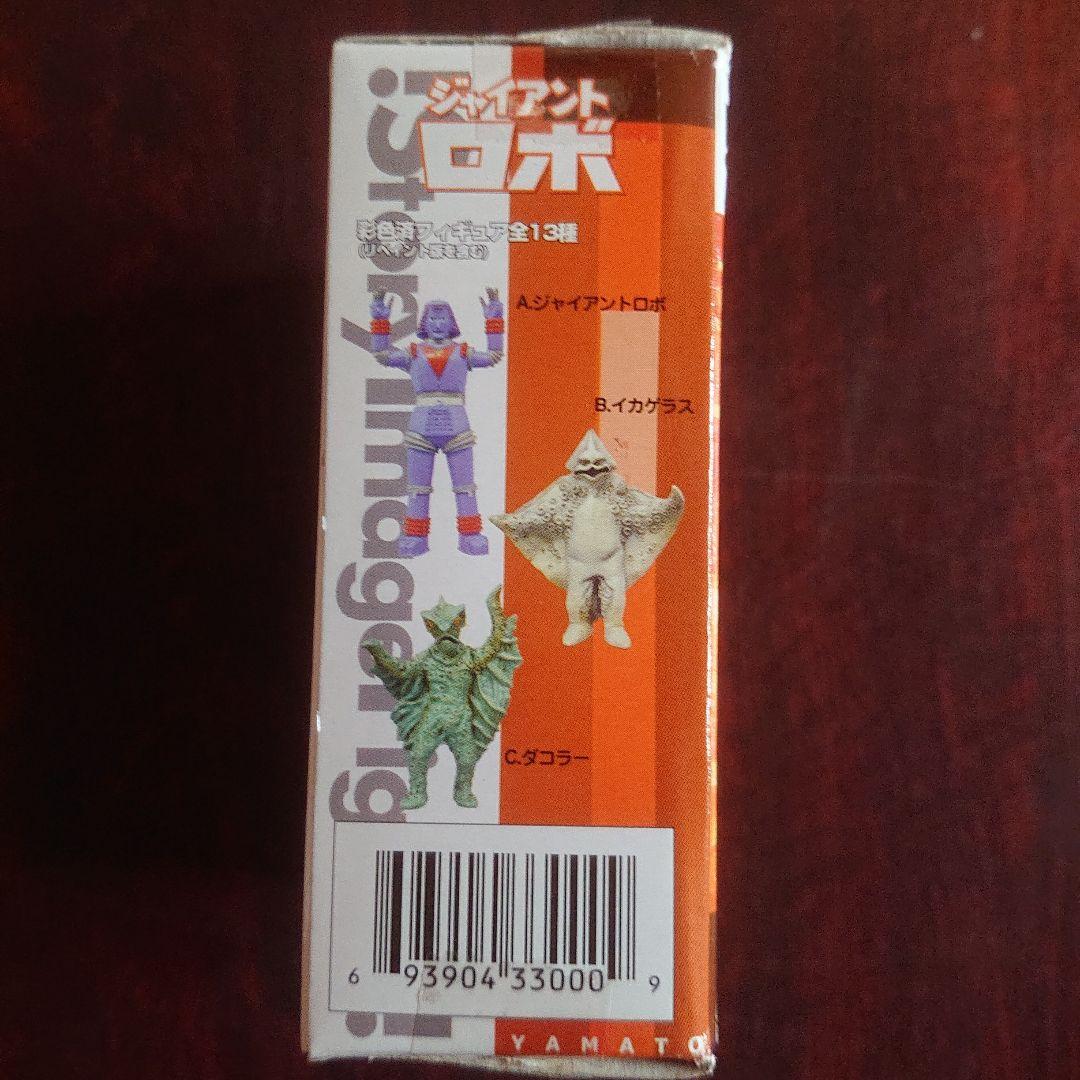 ジャイアント
ロボ
彩色済フィギュア全13種
(リペイント版を含む)
A.ジャイアントロボ
B.イカゲラス
C.ダコラー
6 93904 33000 9
YAMATO